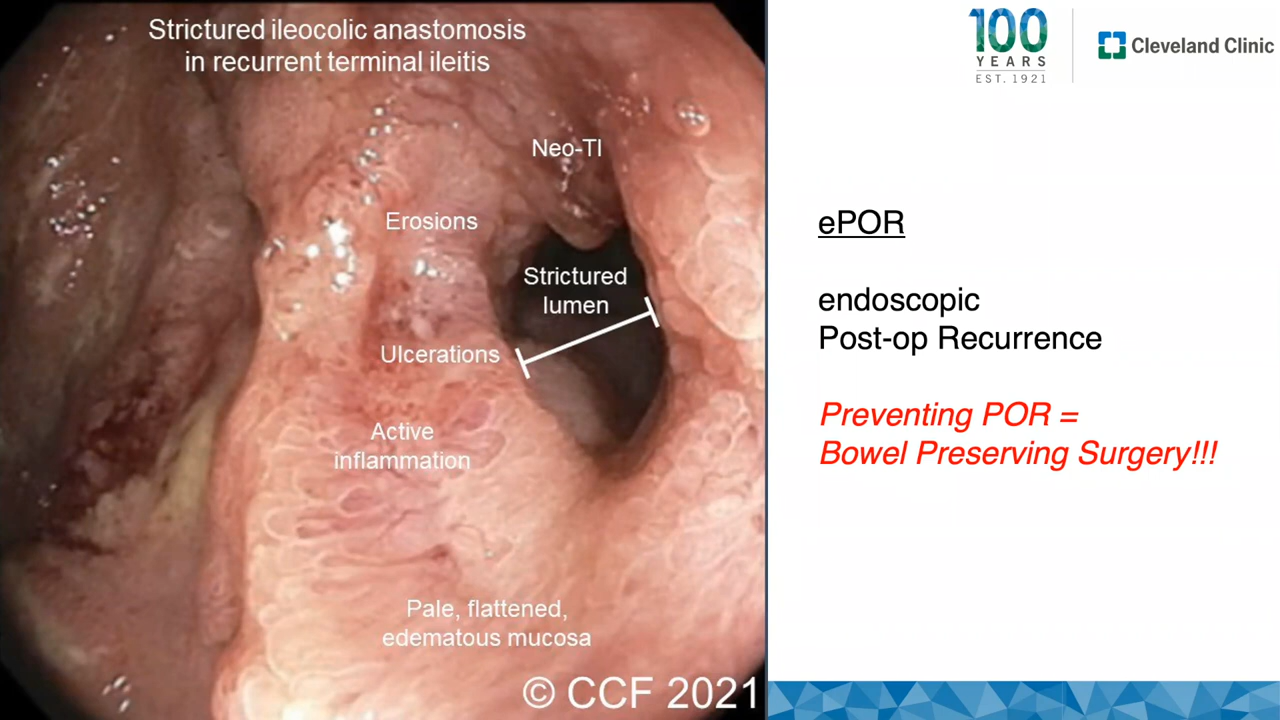 Strictured ileocolic anastomosis
in recurrent terminal ileitis
Neo-TI
Erosions
Strictured
lumen
Ulcerations
Active
inflammation
Pale, flattened,
edematous mucosa
© CCF 2021
100
YEARS
EST. 1921
Cleveland Clinic
ePOR
endoscopic
Post-op Recurrence
Preventing POR =
Bowel Preserving Surgery!!!